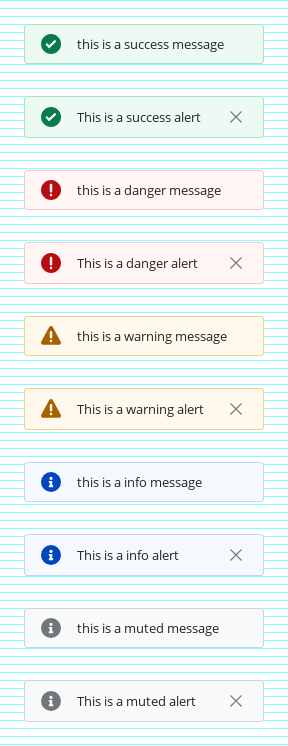 this is a success message
This is a success alert
this is a danger message
This is a danger alert
this is a warning message
This is a warning alert
this is a info message
This is a info alert
this is a muted message
This is a muted alert